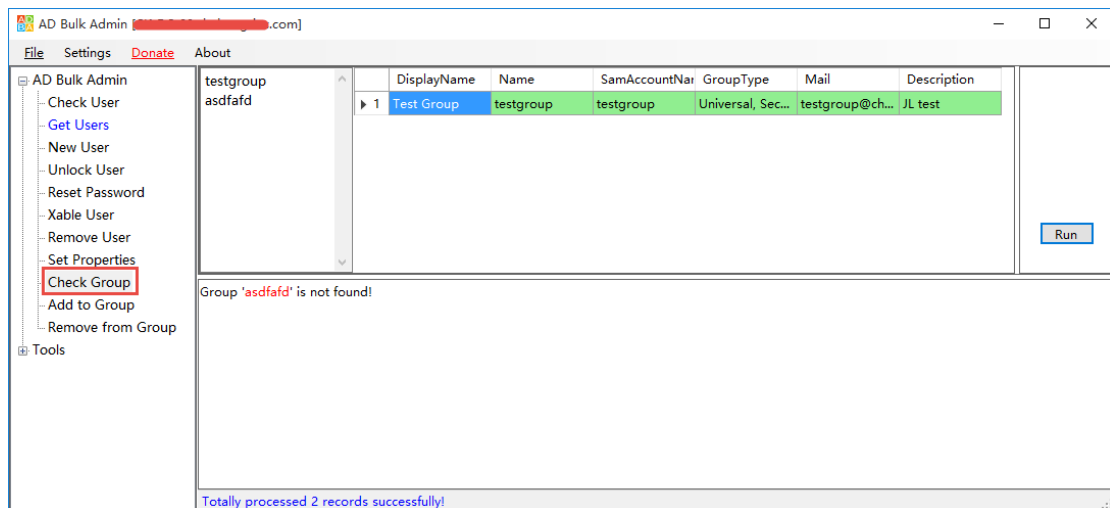 AD Bulk Admin [ .com]
File Settings Donate About
AD Bulk Admin
Check User
Get Users
New User
Unlock User
Reset Password
Xable User
Remove User
Set Properties
Check Group
Add to Group
Remove from Group
Tools
testgroup
asdfafd
DisplayName Name SamAccountNar GroupType Mail Description
1 Test Group testgroup testgroup Universal, Sec... testgroup@ch... JL test
Run
Group 'asdfafd' is not found!
Totally processed 2 records successfully!